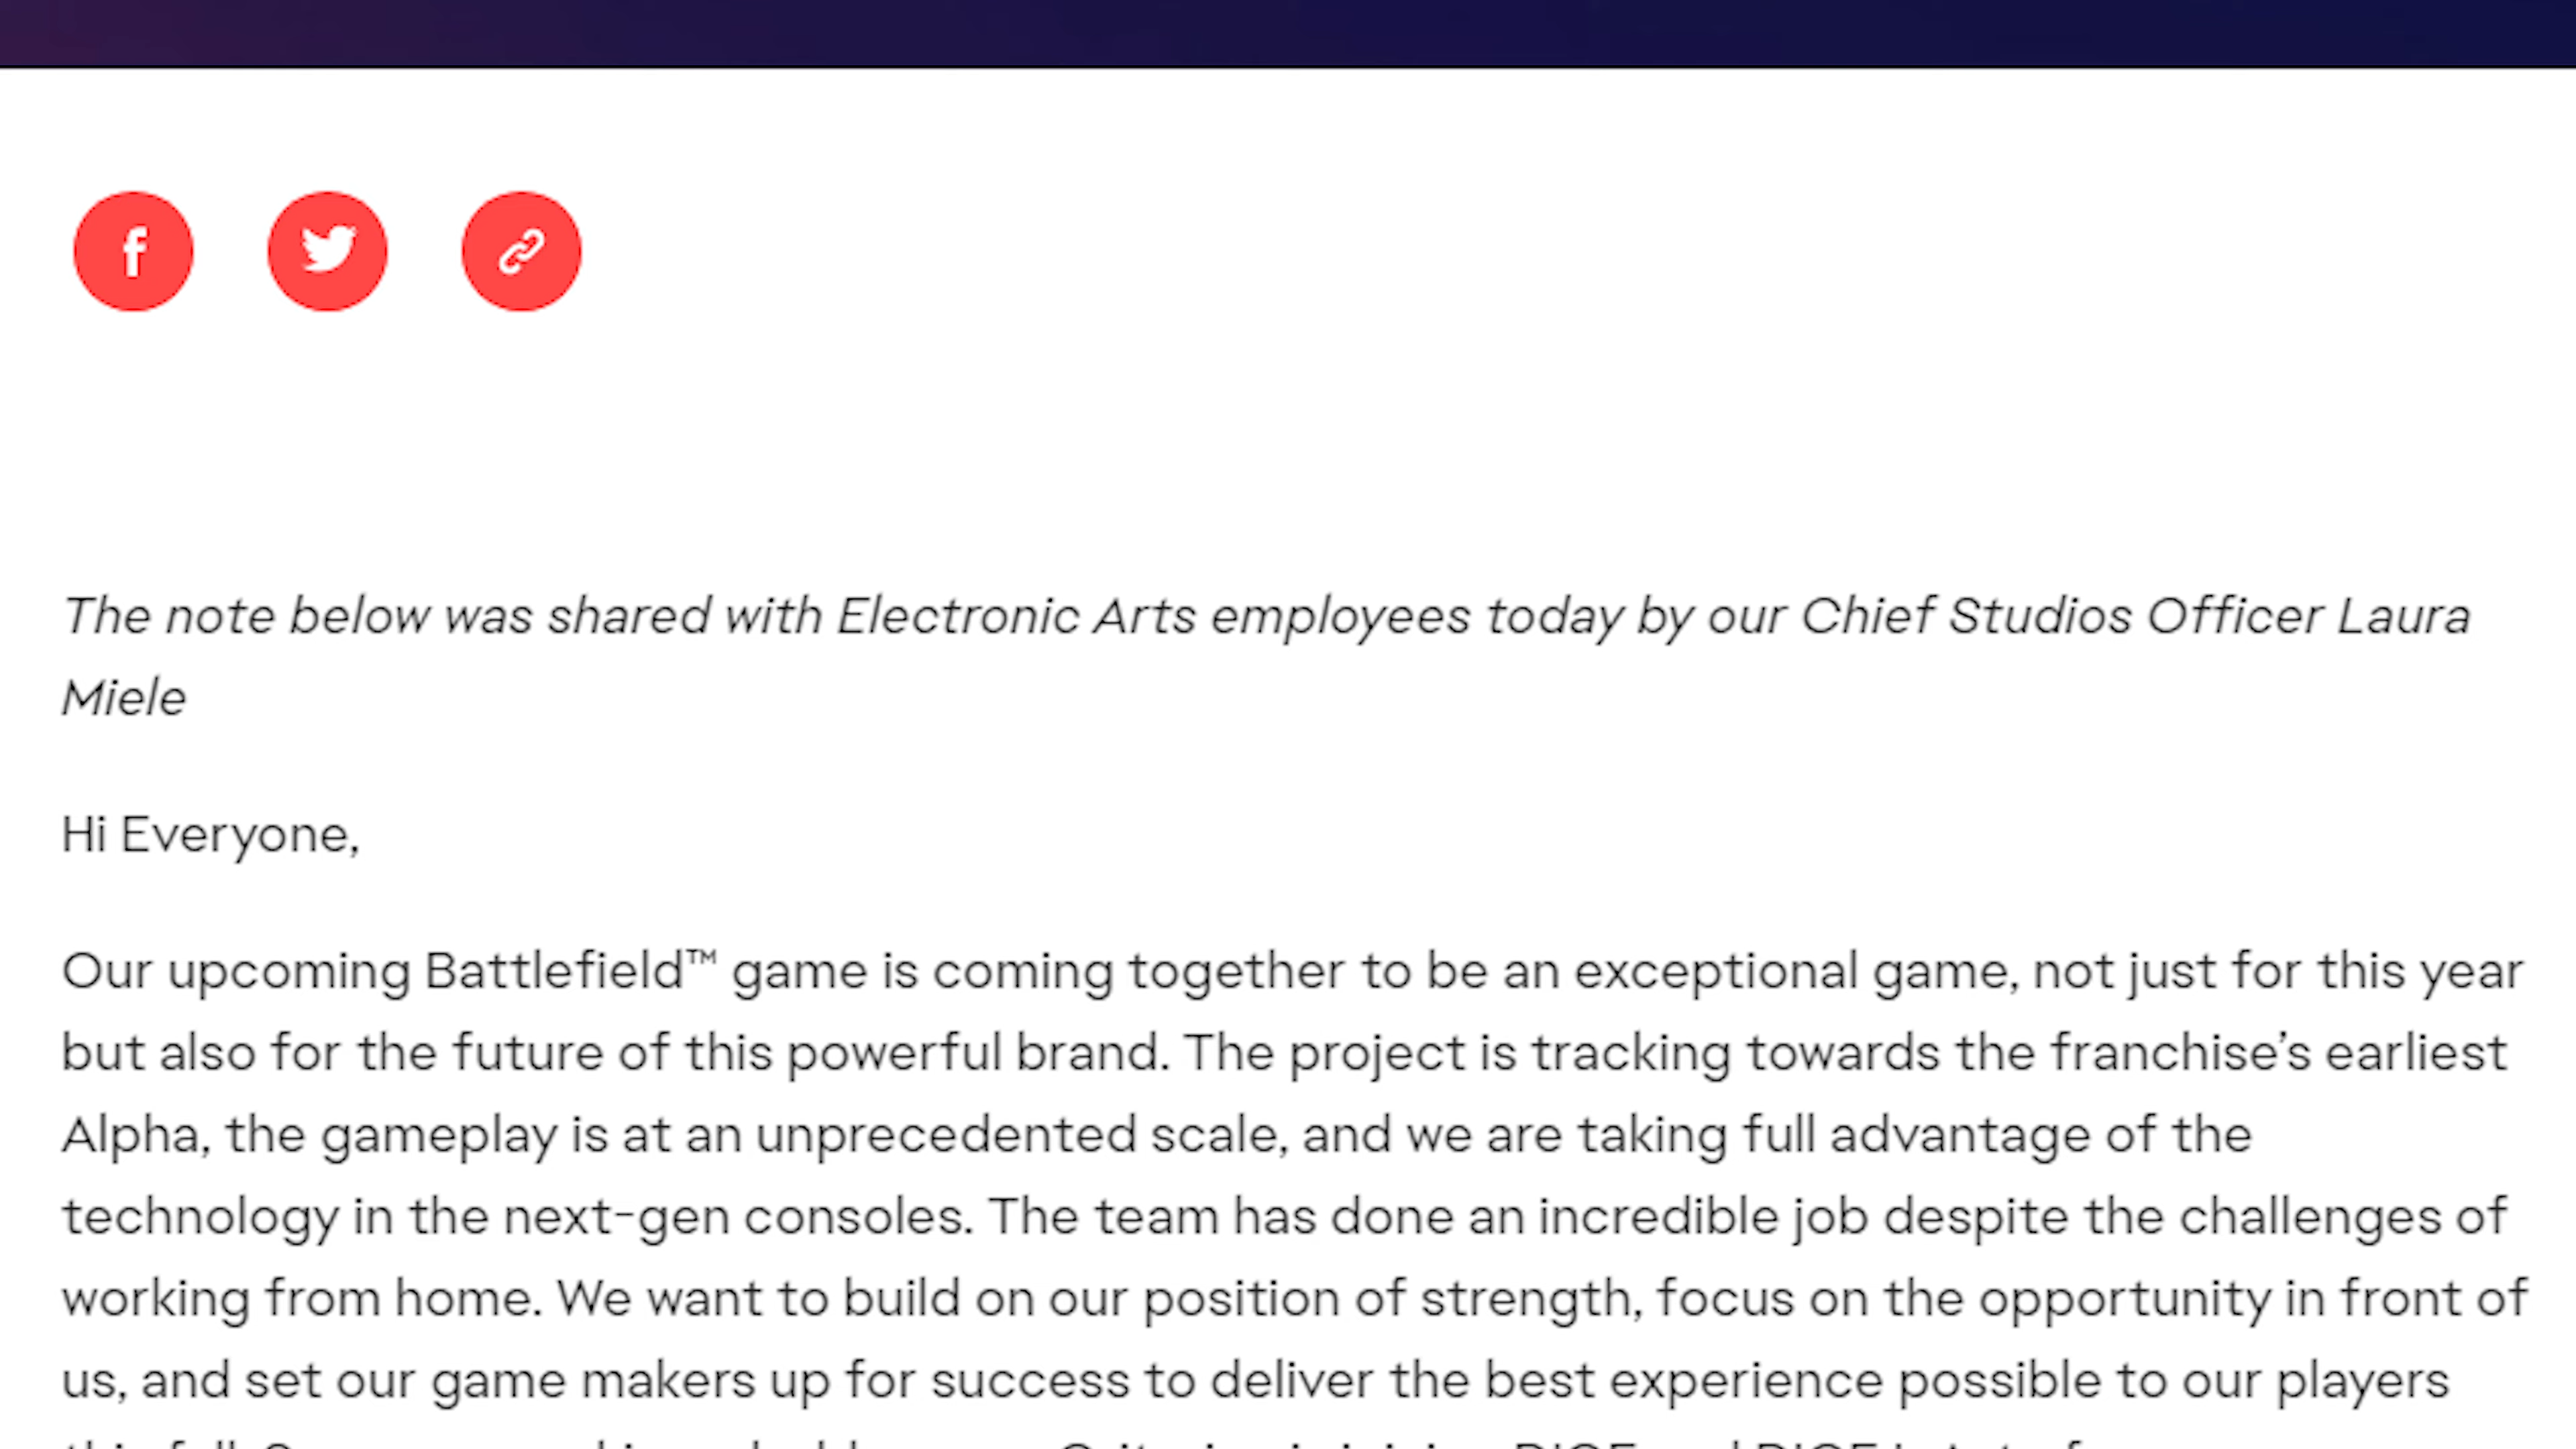 The note below was shared with Electronic Arts employees today by our Chief Studios Officer Laura
Miele
Hi Everyone,
Our upcoming Battlefield™ game is coming together to be an exceptional game, not just for this year
but also for the future of this powerful brand. The project is tracking towards the franchise’s earliest
Alpha, the gameplay is at an unprecedented scale, and we are taking full advantage of the
technology in the next-gen consoles. The team has done an incredible job despite the challenges of
working from home. We want to build on our position of strength, focus on the opportunity in front of
us, and set our game makers up for success to deliver the best experience possible to our players